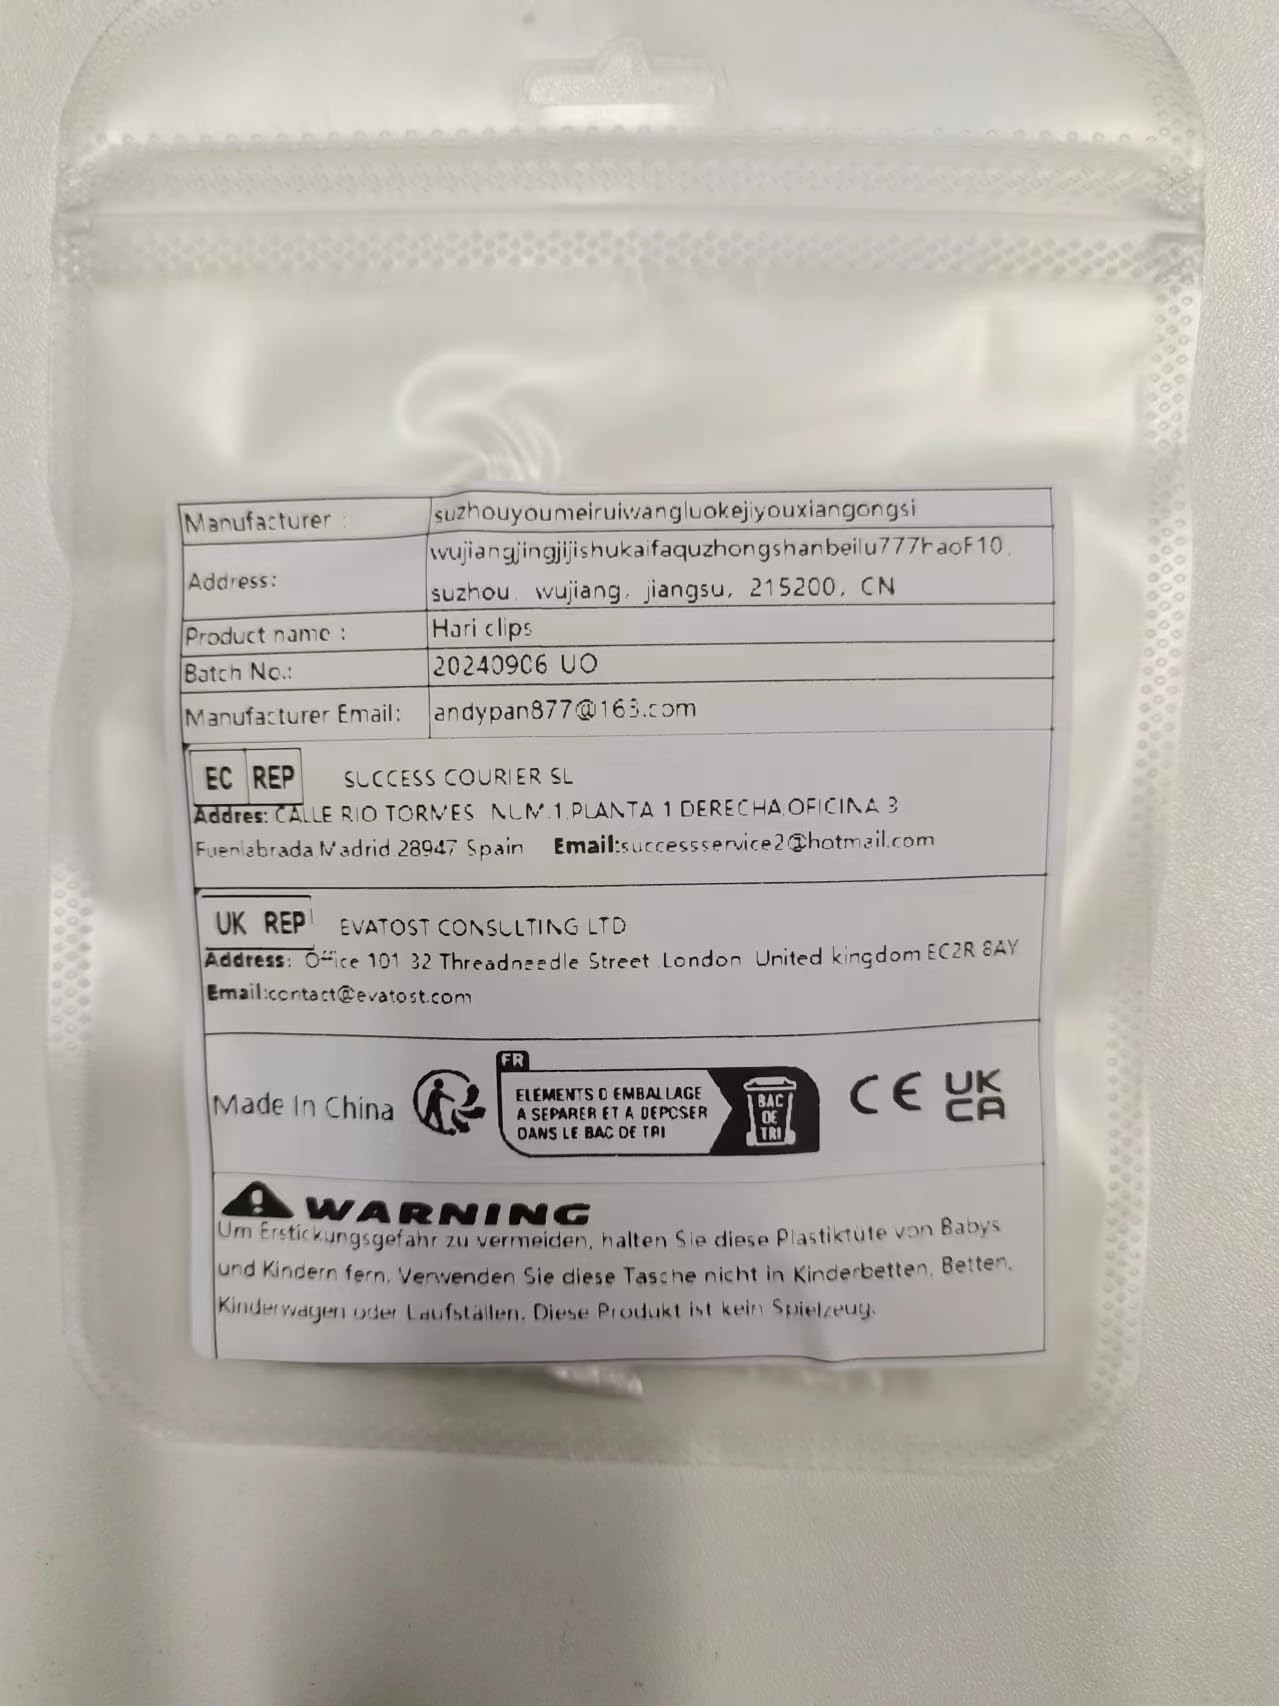 Manufacturer : suzhouyoumeiruiwangluokejiyouxiangongsi
Address: wujiangjingjijishukaifaquzhongshanbeilu777haoF10,
suzhou, wujiang, jiangsu, 215200, CN
Product name : Hari clips
Batch No.: 20240906 UO
Manufacturer Email: andypan877@163.com
EC REP SUCCESS COURIER SL
Addres: CALLE RIO TORMES NUM.1,PLANTA 1 DERECHA,OFICINA 3
Fuenlabrada,Madrid,28947 Spain Email:successservice2@hotmail.com
UK REP EVATOST CONSULTING LTD
Address: Office 101 32 Threadneedle Street ,London United kingdom EC2R 8AY
Email:contact@evatost.com
FR
Made In China
ELEMENTS D EMBALLAGE
A SEPARER ET A DEPOSER
DANS LE BAC DE TRI
BAC
DE
TRI
CE
UK
CA
WARNING
Um Erstickungsgefahr zu vermeiden, halten Sie diese Plastiktüte von Babys
und Kindern fern, Verwenden Sie diese Tasche nicht in Kinderbetten, Betten,
Kinderwagen oder Laufställen. Diese Produkt ist kein Spielzeug.